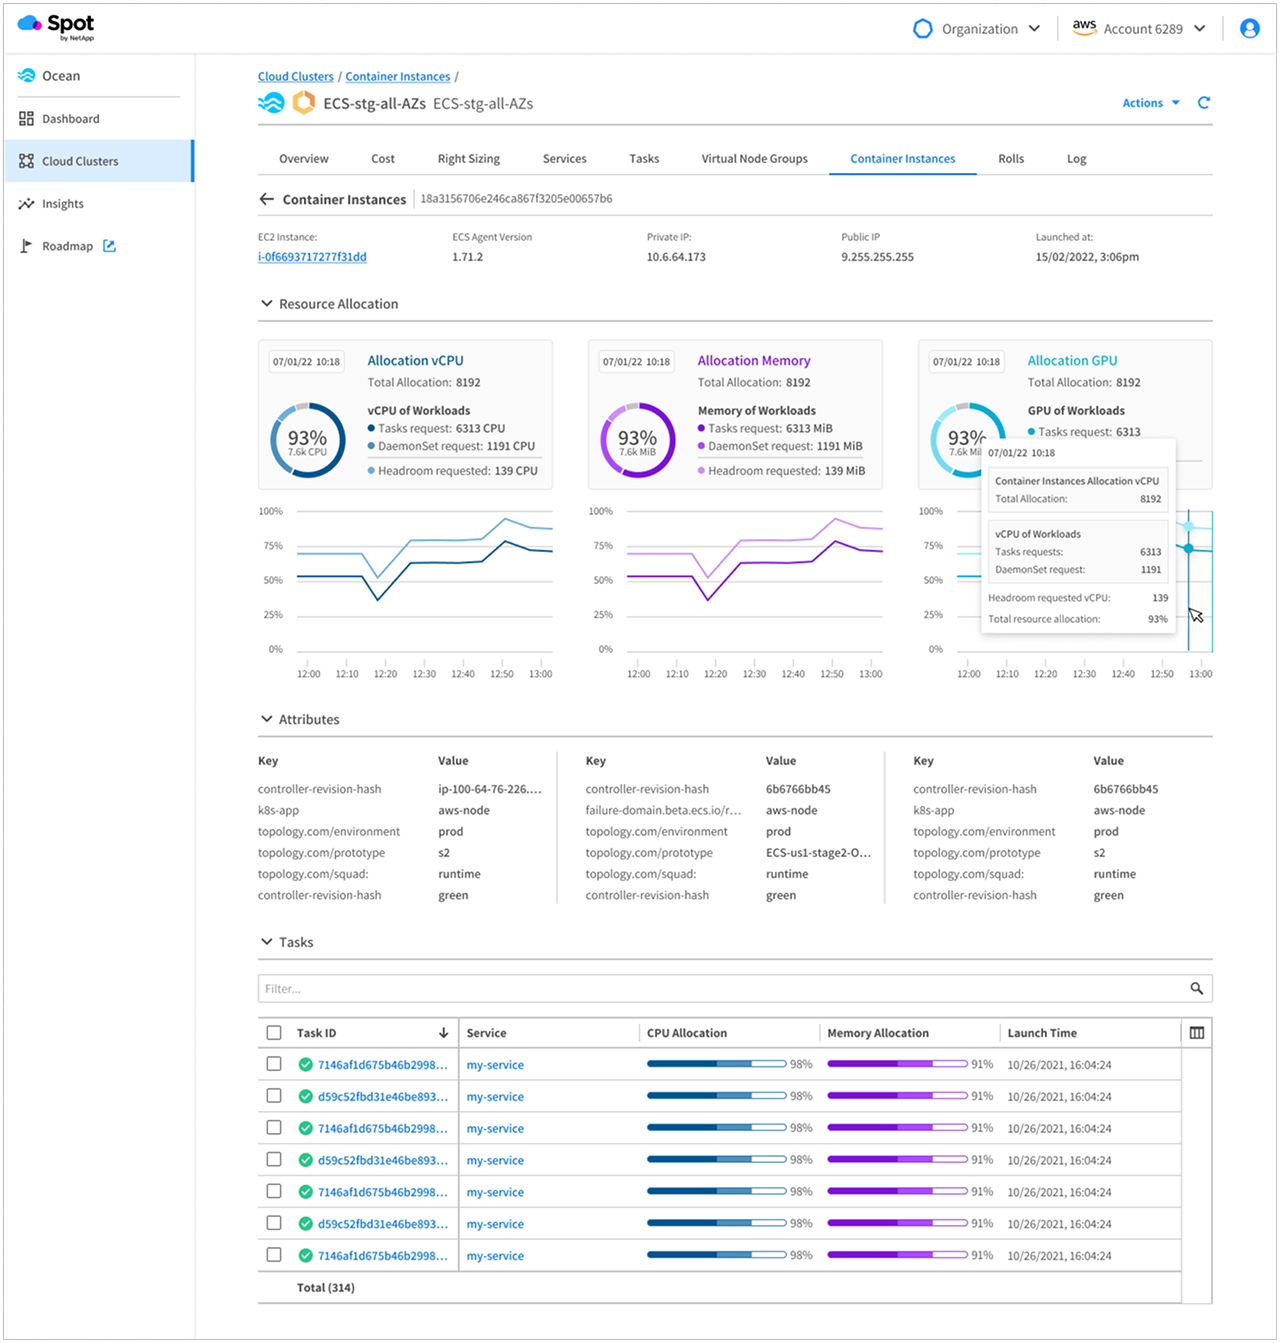 Spot
by NetApp
Organization
aws Account 6289
Ocean
Dashboard
Cloud Clusters
Insights
Roadmap
Cloud Clusters / Container Instances /
ECS-stg-all-AZs ECS-stg-all-AZs
Actions
Overview Cost Right Sizing Services Tasks Virtual Node Groups Container Instances Rolls Log
Container Instances 18a3156706e246ca867f3205e00657b6
EC2 Instance: ECS Agent Version Private IP: Public IP Launched at:
i-0f6693717277f31dd 1.71.2 10.6.64.173 9.255.255.255 15/02/2022, 3:06pm
Resource Allocation
07/01/22 10:18 Allocation vCPU
Total Allocation: 8192
vCPU of Workloads
Tasks request: 6313 CPU
DaemonSet request: 1191 CPU
Headroom requested: 139 CPU
93%
7.6k CPU
100%
75%
50%
25%
0%
12:00 12:10 12:20 12:30 12:40 12:50 13:00
07/01/22 10:18 Allocation Memory
Total Allocation: 8192
Memory of Workloads
Tasks request: 6313 MiB
DaemonSet request: 1191 MiB
Headroom requested: 139 MiB
93%
7.6k MiB
100%
75%
50%
25%
0%
12:00 12:10 12:20 12:30 12:40 12:50 13:00
07/01/22 10:18 Allocation GPU
Total Allocation: 8192
GPU of Workloads
Tasks request: 6313
93%
7.6k
07/01/22 10:18
Container Instances Allocation vCPU
Total Allocation: 8192
vCPU of Workloads
Tasks requests: 6313
DaemonSet request: 1191
Headroom requested vCPU: 139
Total resource allocation: 93%
100%
75%
50%
25%
0%
12:00 12:10 12:20 12:30 12:40 12:50 13:00
Attributes
Key Value Key Value Key Value
controller-revision-hash ip-100-64-76-226.... controller-revision-hash 6b6766bb45 controller-revision-hash 6b6766bb45
k8s-app aws-node failure-domain.beta.ecs.io/r... aws-node k8s-app aws-node
topology.com/environment prod topology.com/environment prod topology.com/environment prod
topology.com/prototype s2 topology.com/prototype ECS-us1-stage2-O... topology.com/prototype s2
topology.com/squad: runtime topology.com/squad: runtime topology.com/squad: runtime
controller-revision-hash green controller-revision-hash green controller-revision-hash green
Tasks
Filter...
Task ID Service CPU Allocation Memory Allocation Launch Time
7146af1d675b46b2998... my-service 98% 91% 10/26/2021, 16:04:24
d59c52fbd31e46be893... my-service 98% 91% 10/26/2021, 16:04:24
7146af1d675b46b2998... my-service 98% 91% 10/26/2021, 16:04:24
d59c52fbd31e46be893... my-service 98% 91% 10/26/2021, 16:04:24
7146af1d675b46b2998... my-service 98% 91% 10/26/2021, 16:04:24
d59c52fbd31e46be893... my-service 98% 91% 10/26/2021, 16:04:24
7146af1d675b46b2998... my-service 98% 91% 10/26/2021, 16:04:24
Total (314)